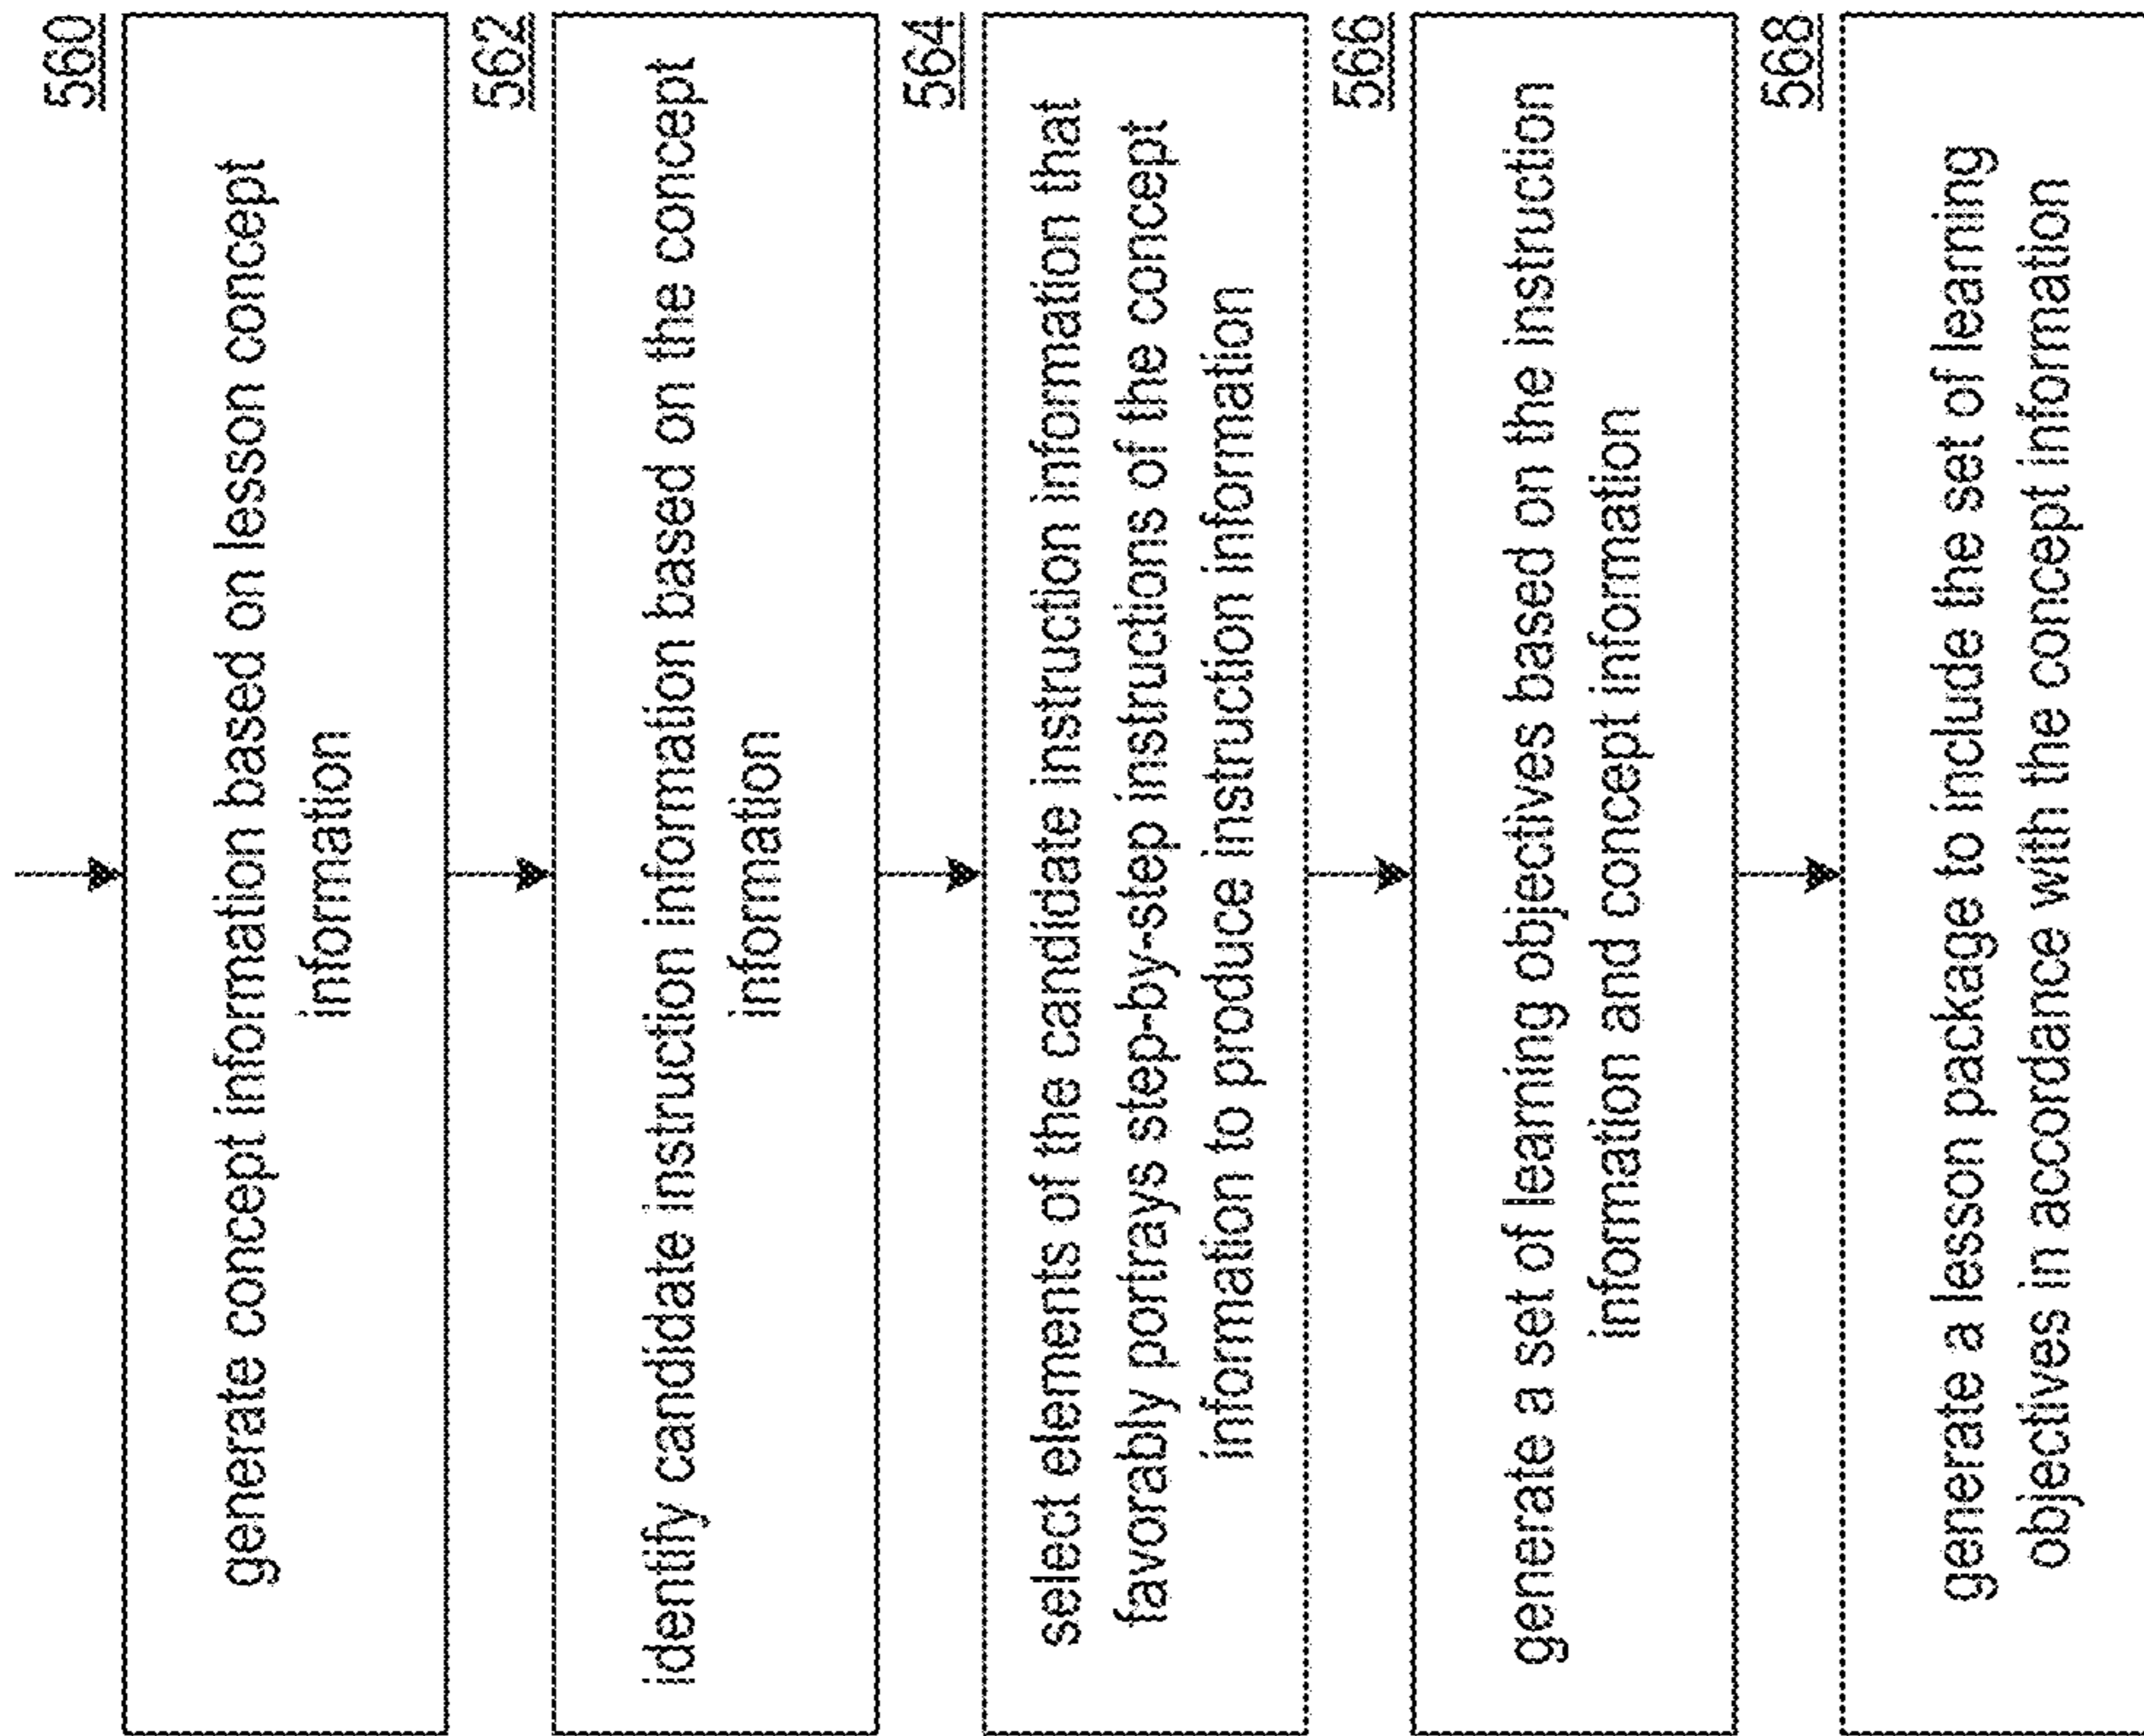 560
generate concept information based on lesson concept
information
562
identify candidate instruction information based on the concept
information
564
select elements of the candidate instruction information that
favorably portrays step-by-step instructions of the concept
information to produce instruction information
566
generate a set of learning objectives based on the instruction
information and concept information
568
generate a lesson package to include the set of learning
objectives in accordance with the concept information